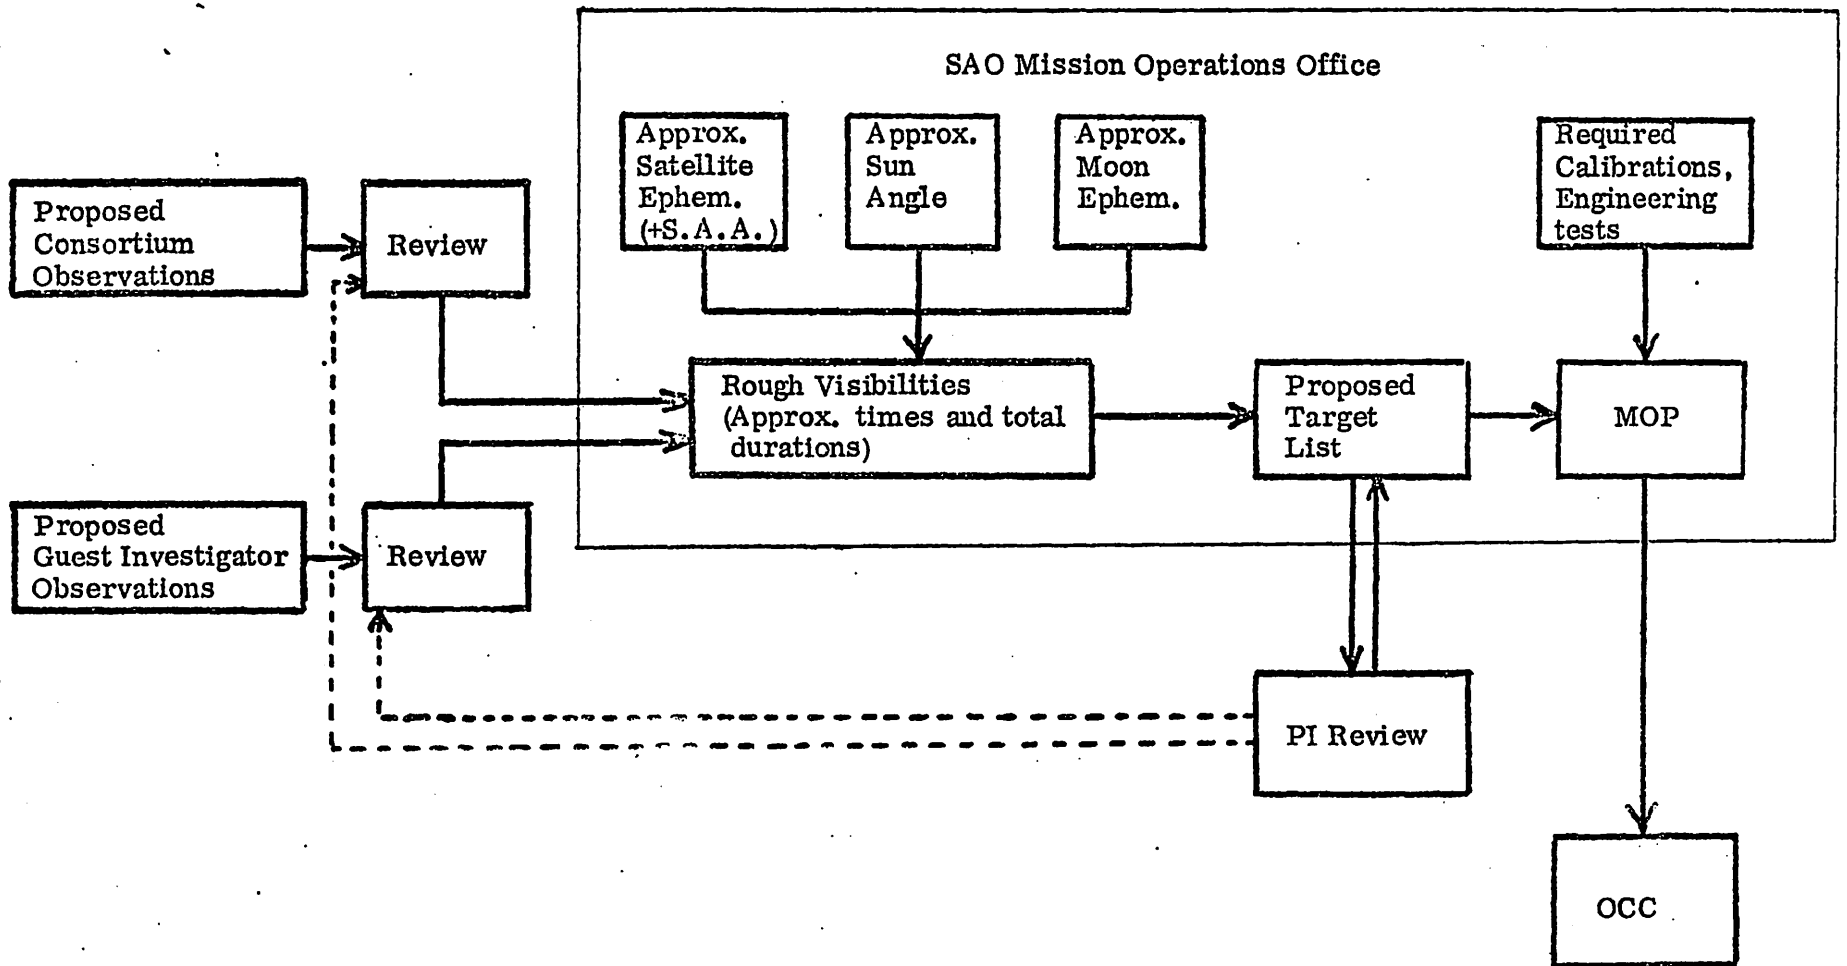 SAO Mission Operations Office
Approx.
Satellite
Ephem.
(+S.A.A.)
Approx.
Sun
Angle
Approx.
Moon
Ephem.
Required
Calibrations,
Engineering
tests
Proposed
Consortium
Observations
Review
Rough Visibilities
(Approx. times and total
durations)
Proposed
Target
List
MOP
Proposed
Guest Investigator
Observations
Review
PI Review
OCC